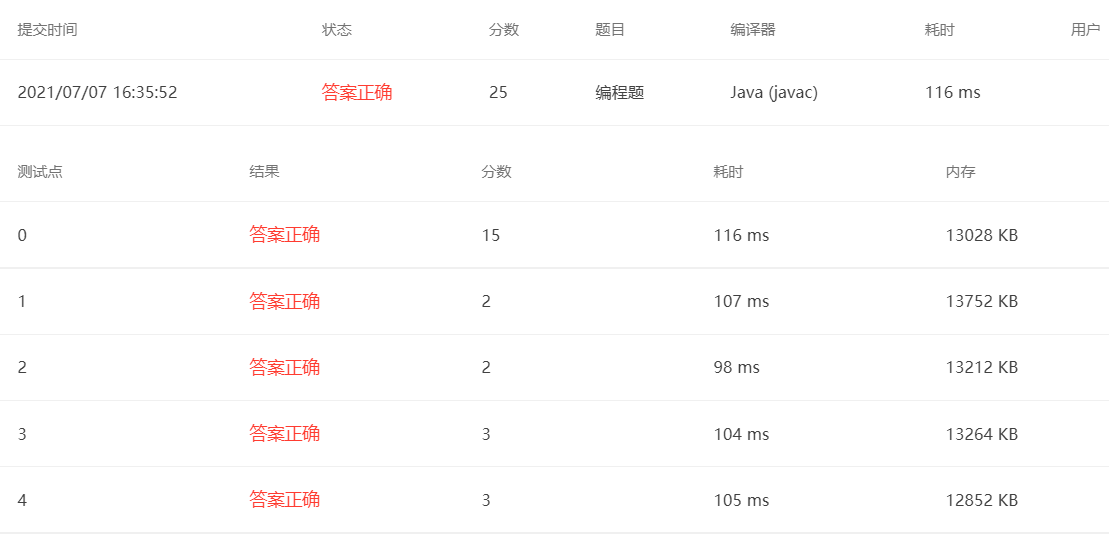 提交时间 状态 分数 题目 编译器 耗时 用户
2021/07/07 16:35:52 答案正确 25 编程题 Java (javac) 116 ms
测试点 结果 分数 耗时 内存
0 答案正确 15 116 ms 13028 KB
1 答案正确 2 107 ms 13752 KB
2 答案正确 2 98 ms 13212 KB
3 答案正确 3 104 ms 13264 KB
4 答案正确 3 105 ms 12852 KB